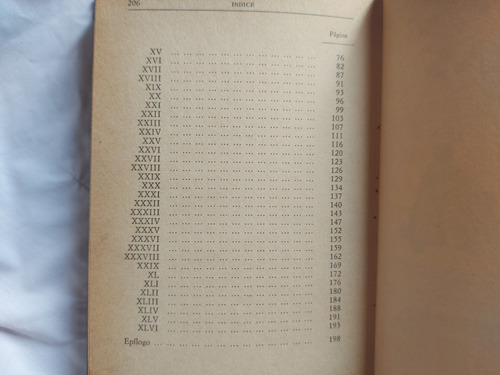 206 INDICE
Página
XV ... ... ... ... ... ... ... ... ... ... ... ... ... 76
XVI ... ... ... ... ... ... ... ... ... ... ... ... ... 82
XVII ... ... ... ... ... ... ... ... ... ... ... ... ... 87
XVIII ... ... ... ... ... ... ... ... ... ... ... ... ... 91
XIX ... ... ... ... ... ... ... ... ... ... ... ... ... 93
XX ... ... ... ... ... ... ... ... ... ... ... ... ... 96
XXI ... ... ... ... ... ... ... ... ... ... ... ... ... 99
XXII ... ... ... ... ... ... ... ... ... ... ... ... ... 103
XXIII ... ... ... ... ... ... ... ... ... ... ... ... ... 107
XXIV ... ... ... ... ... ... ... ... ... ... ... ... ... 111
XXV ... ... ... ... ... ... ... ... ... ... ... ... ... 116
XXVI ... ... ... ... ... ... ... ... ... ... ... ... ... 120
XXVII ... ... ... ... ... ... ... ... ... ... ... ... ... 123
XXVIII ... ... ... ... ... ... ... ... ... ... ... ... ... 126
XXIX ... ... ... ... ... ... ... ... ... ... ... ... ... 129
XXX ... ... ... ... ... ... ... ... ... ... ... ... ... 134
XXXI ... ... ... ... ... ... ... ... ... ... ... ... ... 137
XXXII ... ... ... ... ... ... ... ... ... ... ... ... ... 140
XXXIII ... ... ... ... ... ... ... ... ... ... ... ... ... 143
XXXIV ... ... ... ... ... ... ... ... ... ... ... ... ... 147
XXXV ... ... ... ... ... ... ... ... ... ... ... ... ... 152
XXXVI ... ... ... ... ... ... ... ... ... ... ... ... ... 155
XXXVII ... ... ... ... ... ... ... ... ... ... ... ... ... 159
XXXVIII ... ... ... ... ... ... ... ... ... ... ... ... ... 162
XXIX ... ... ... ... ... ... ... ... ... ... ... ... ... 169
XL ... ... ... ... ... ... ... ... ... ... ... ... ... 172
XLI ... ... ... ... ... ... ... ... ... ... ... ... ... 176
XLII ... ... ... ... ... ... ... ... ... ... ... ... ... 180
XLIII ... ... ... ... ... ... ... ... ... ... ... ... ... 184
XLIV ... ... ... ... ... ... ... ... ... ... ... ... ... 188
XLV ... ... ... ... ... ... ... ... ... ... ... ... ... 191
XLVI ... ... ... ... ... ... ... ... ... ... ... ... ... 193
Epílogo ... ... ... ... ... ... ... ... ... ... ... ... ... 198